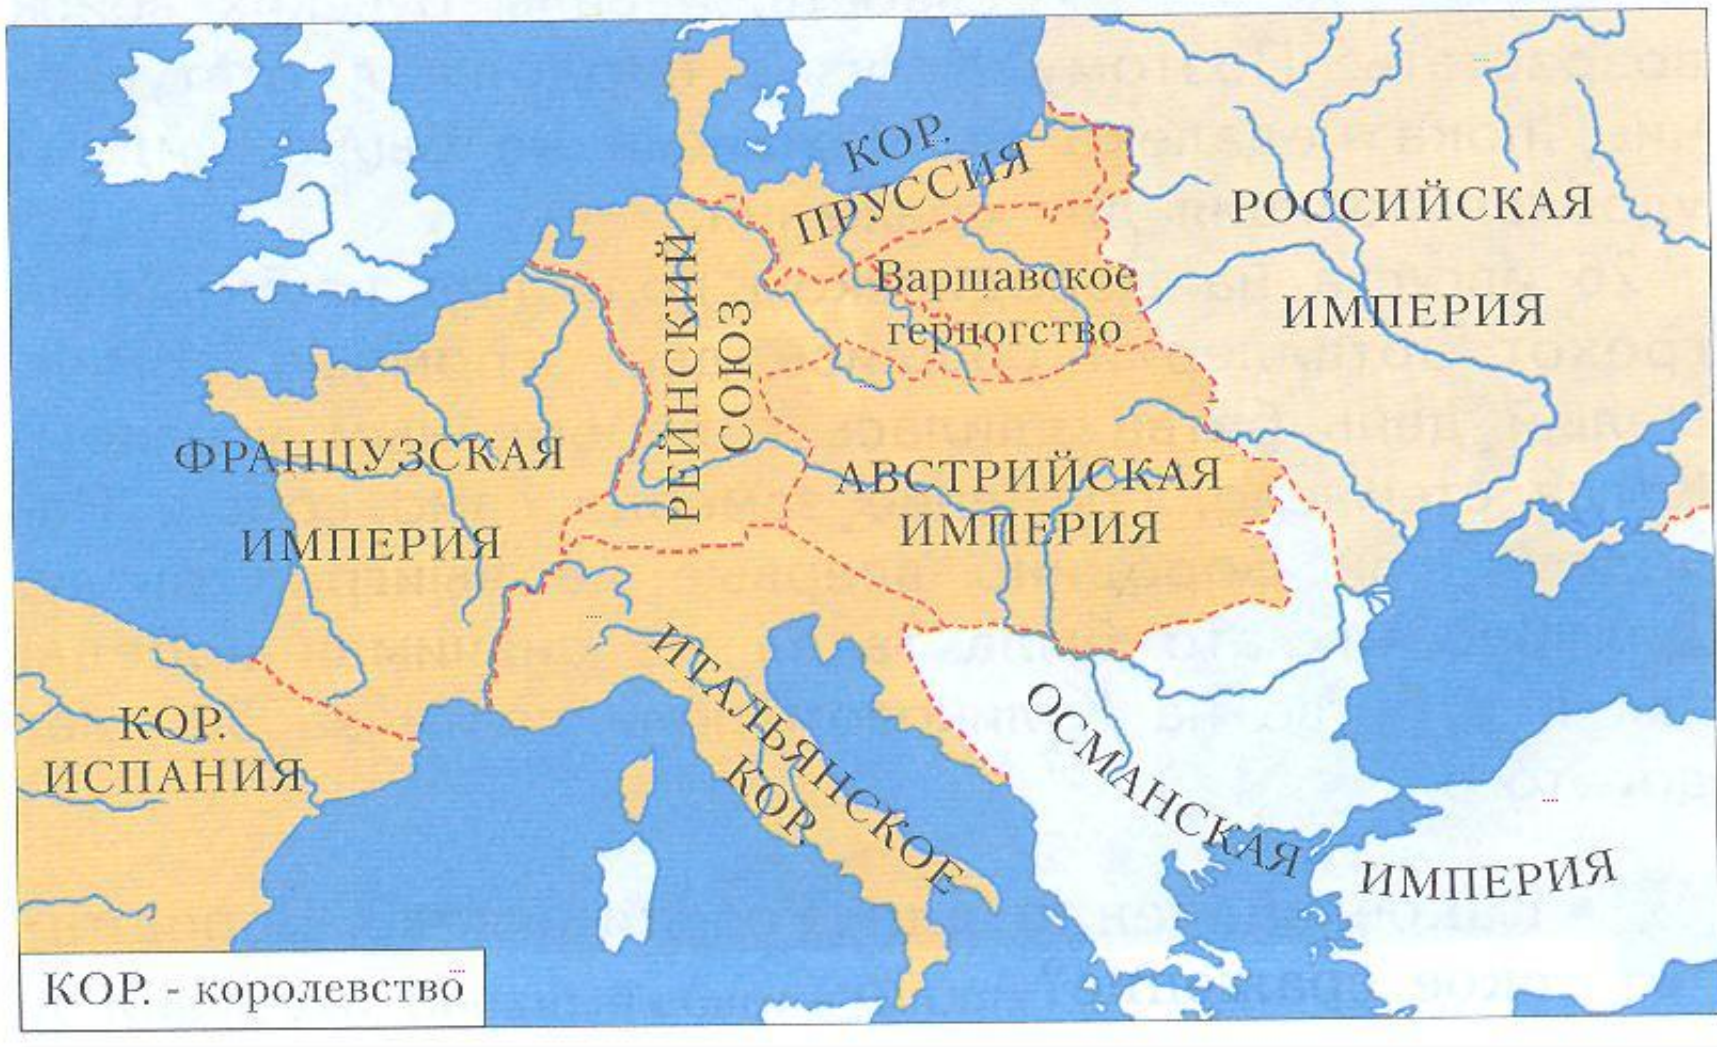 КОР.
ПРУССИЯ
РОССИЙСКАЯ
ИМПЕРИЯ
Варшавское
герцогство
РЕЙНСКИЙ
СОЮЗ
ФРАНЦУЗСКАЯ
ИМПЕРИЯ
АВСТРИЙСКАЯ
ИМПЕРИЯ
ИТАЛЬЯНСКОЕ
КОР.
КОР.
ИСПАНИЯ
ОСМАНСКАЯ
ИМПЕРИЯ
КОР. - королевство